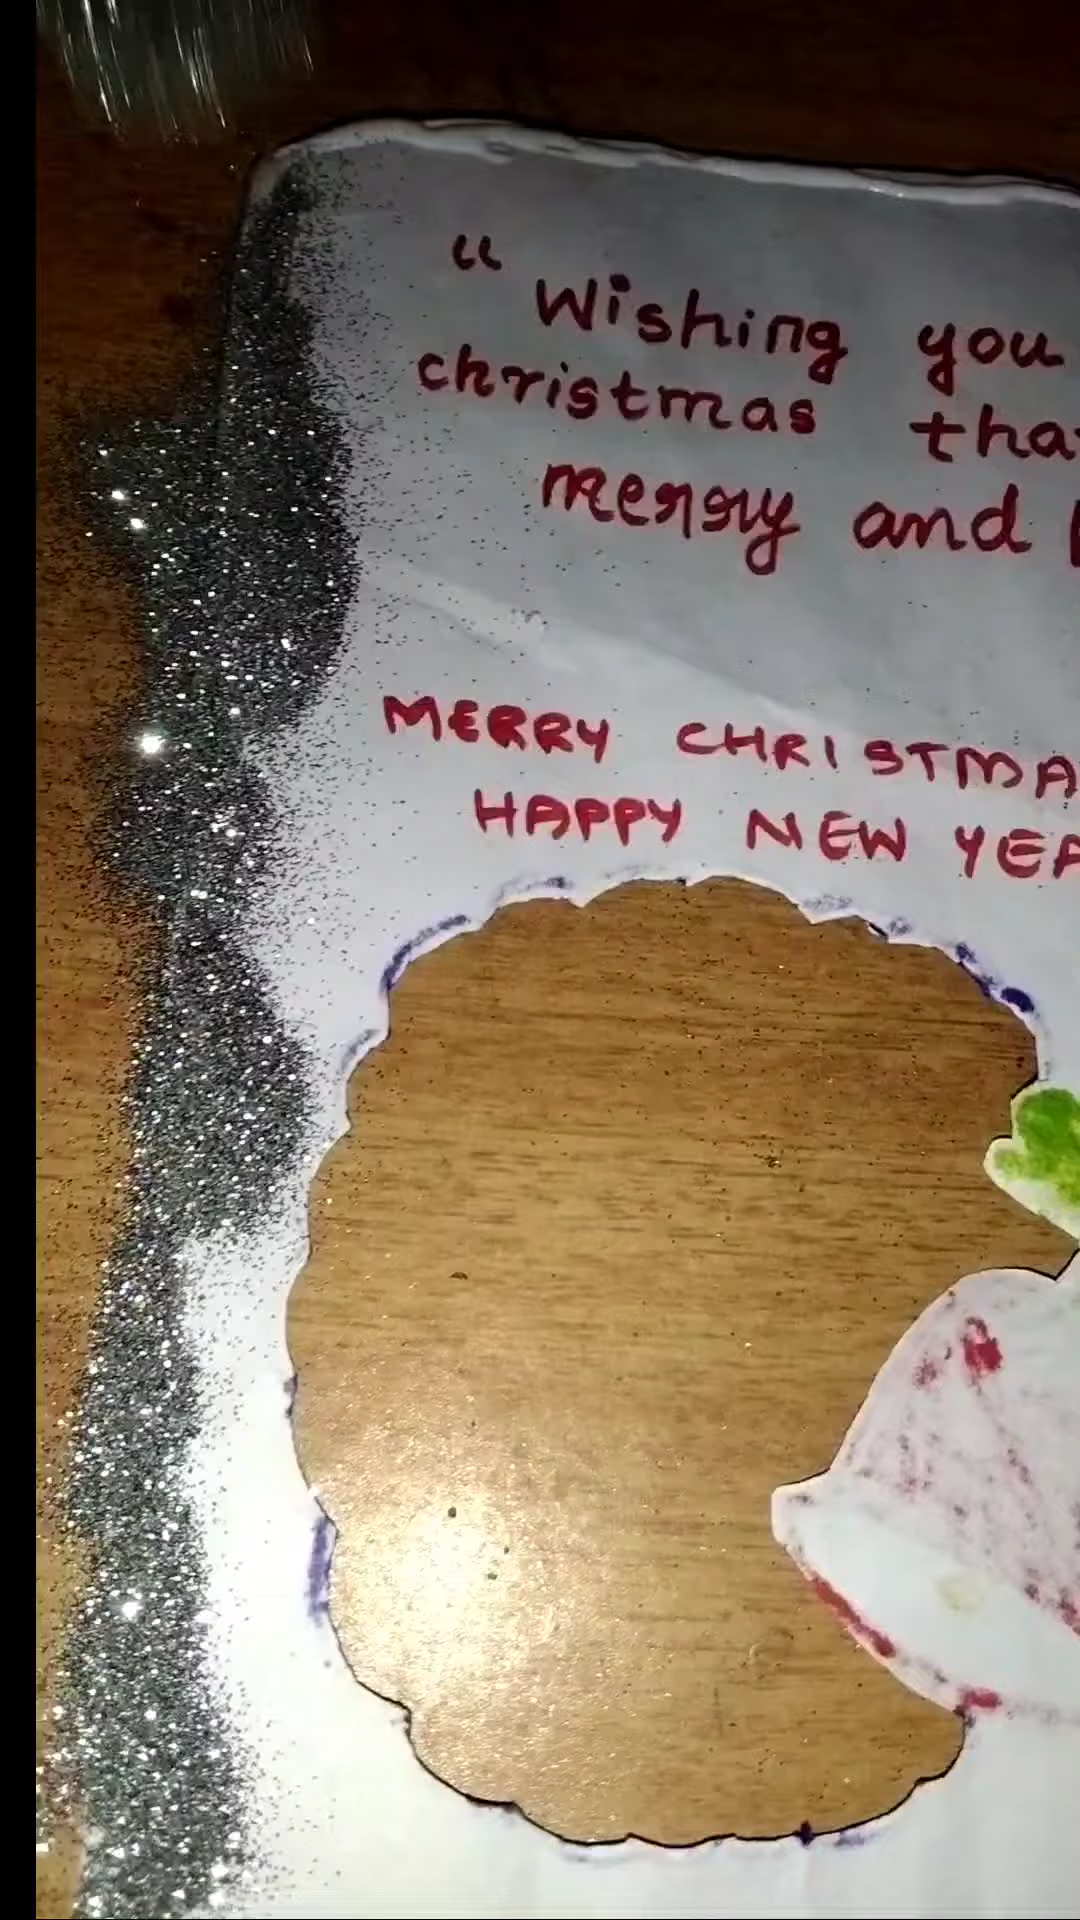 “ Wishing you
christmas tha
merry and
MERRY CHRISTMA
HAPPY NEW YEA